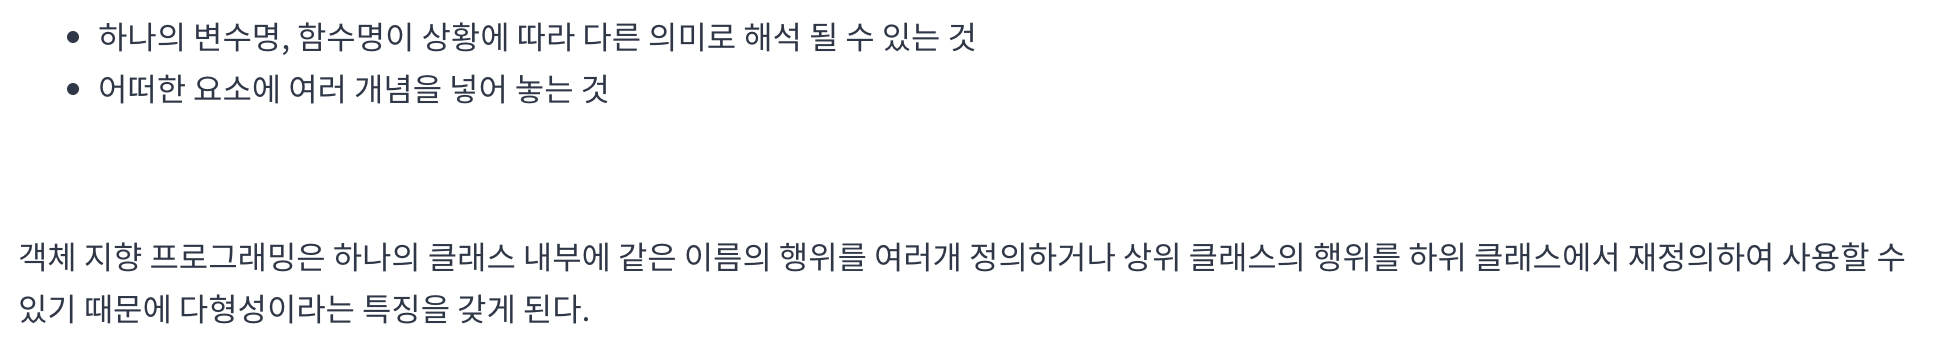 • 하나의 변수명, 함수명이 상황에 따라 다른 의미로 해석 될 수 있는 것
• 어떠한 요소에 여러 개념을 넣어 놓는 것
객체 지향 프로그래밍은 하나의 클래스 내부에 같은 이름의 행위를 여러개 정의하거나 상위 클래스의 행위를 하위 클래스에서 재정의하여 사용할 수
있기 때문에 다형성이라는 특징을 갖게 된다.